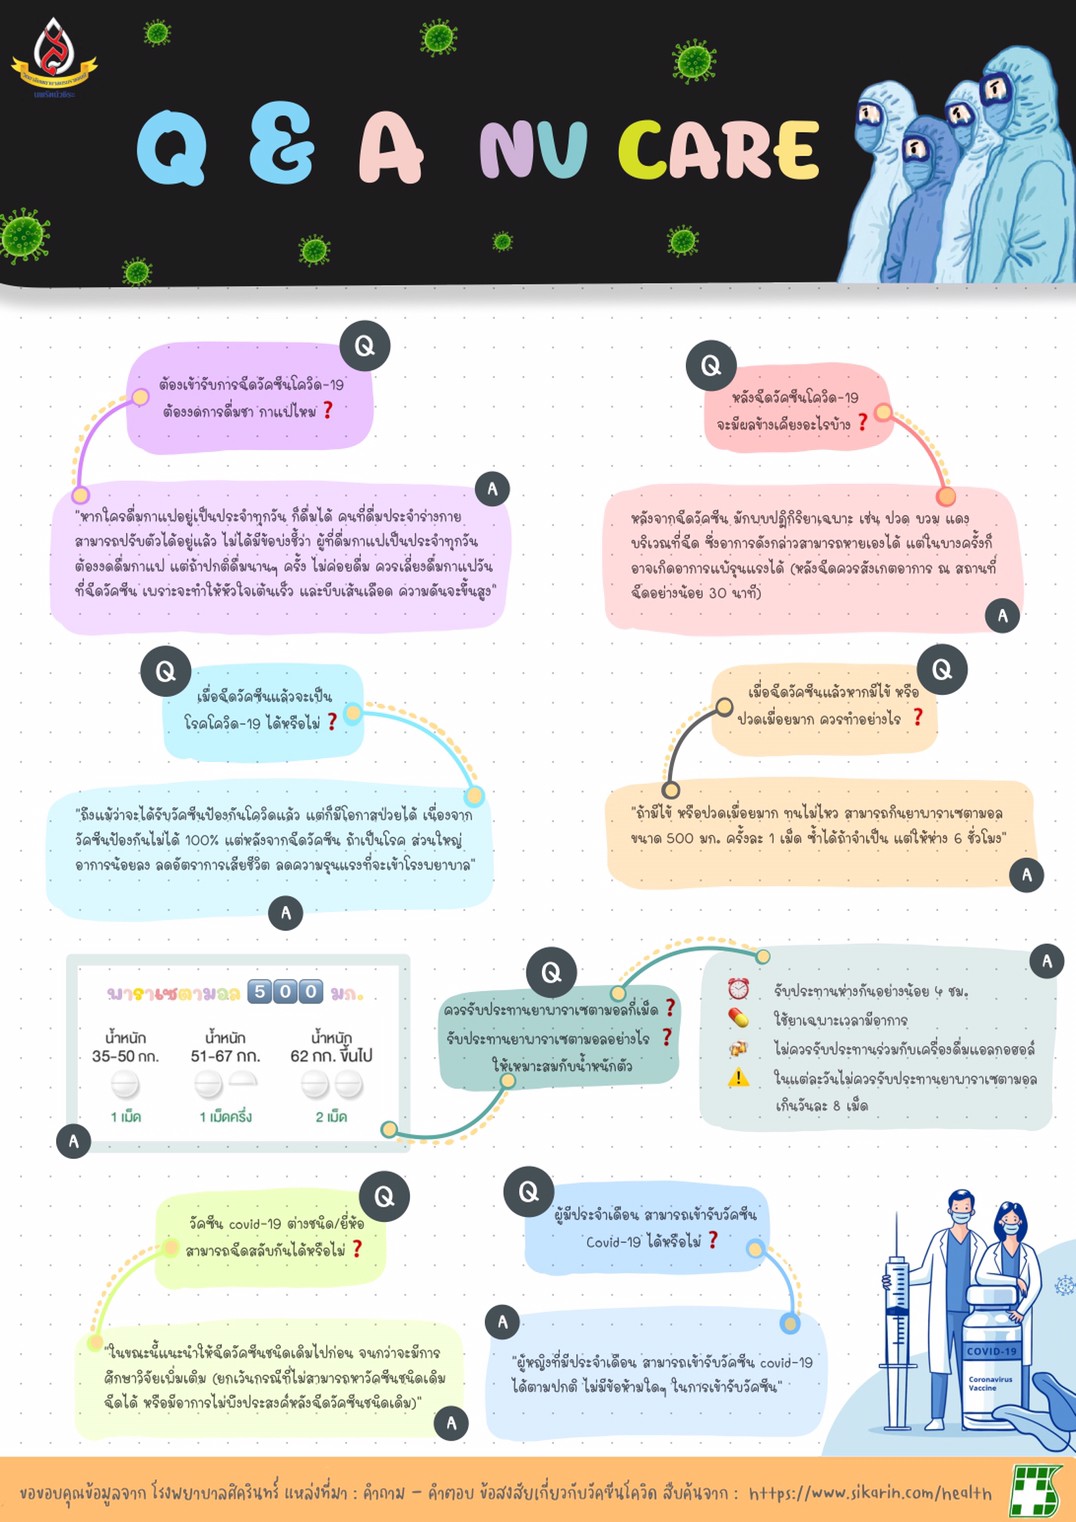 Q & A NU CARE
Q
ต้องเข้ารับการฉีดวัคซีนโควิด-19
ต้องงดการดื่มชา กาแฟไหม ?
A
"หากใครดื่มกาแฟอยู่เป็นประจำทุกวัน ก็ดื่มได้ คนที่ดื่มประจำร่างกาย
สามารถปรับตัวได้อยู่แล้ว ไม่ได้มีข้อบ่งชี้ว่า ผู้ที่ดื่มกาแฟเป็นประจำทุกวัน
ต้องงดดื่มกาแฟ แต่ถ้าปกติดื่มนานๆ ครั้ง ไม่ค่อยดื่ม ควรเลี่ยงดื่มกาแฟวัน
ที่ฉีดวัคซีน เพราะจะทำให้หัวใจเต้นเร็ว และบีบเส้นเลือด ความดันจะขึ้นสูง"
Q
หลังฉีดวัคซีนโควิด-19
จะมีผลข้างเคียงอะไรบ้าง ?
หลังจากฉีดวัคซีน มักพบปฏิกิริยาเฉพาะ เช่น ปวด บวม แดง
บริเวณที่ฉีด ซึ่งอาการดังกล่าวสามารถหายเองได้ แต่ในบางครั้งก็
อาจเกิดอาการแพ้รุนแรงได้ (หลังฉีดควรสังเกตอาการ ณ สถานที่
ฉีดอย่างน้อย 30 นาที)
A
Q
เมื่อฉีดวัคซีนแล้วจะเป็น
โรคโควิด-19 ได้หรือไม่ ?
"ถึงแม้ว่าจะได้รับวัคซีนป้องกันโควิดแล้ว แต่ก็มีโอกาสป่วยได้ เนื่องจาก
วัคซีนป้องกันไม่ได้ 100% แต่หลังจากฉีดวัคซีน ถ้าเป็นโรค ส่วนใหญ่
อาการน้อยลง ลดอัตราการเสียชีวิต ลดความรุนแรงที่จะเข้าโรงพยาบาล"
A
Q
เมื่อฉีดวัคซีนแล้วหากมีไข้ หรือ
ปวดเมื่อยมาก ควรทำอย่างไร ?
"ถ้ามีไข้ หรือปวดเมื่อยมาก ทนไม่ไหว สามารถกินยาพาราเซตามอล
ขนาด 500 มก. ครั้งละ 1 เม็ด ซ้ำได้ถ้าจำเป็น แต่ให้ห่าง 6 ชั่วโมง"
A
พาราเซตามอล 500 มก.
น้ำหนัก น้ำหนัก น้ำหนัก
35-50 กก. 51-67 กก. 62 กก. ขึ้นไป
1 เม็ด 1 เม็ดครึ่ง 2 เม็ด
A
Q
ควรรับประทานยาพาราเซตามอลกี่เม็ด ?
รับประทานยาพาราเซตามอลอย่างไร ?
ให้เหมาะสมกับน้ำหนักตัว
A
รับประทานห่างกันอย่างน้อย 4 ชม.
ใช้ยาเฉพาะเวลามีอาการ
ไม่ควรรับประทานร่วมกับเครื่องดื่มแอลกอฮอล์
ในแต่ละวันไม่ควรรับประทานยาพาราเซตามอล
เกินวันละ 8 เม็ด
Q
วัคซีน covid-19 ต่างชนิด/ยี่ห้อ
สามารถฉีดสลับกันได้หรือไม่ ?
"ในขณะนี้แนะนำให้ฉีดวัคซีนชนิดเดิมไปก่อน จนกว่าจะมีการ
ศึกษาวิจัยเพิ่มเติม (ยกเว้นกรณีที่ไม่สามารถหาวัคซีนชนิดเดิม
ฉีดได้ หรือมีอาการไม่พึงประสงค์หลังฉีดวัคซีนชนิดเดิม)"
A
Q
ผู้มีประจำเดือน สามารถเข้ารับวัคซีน
Covid-19 ได้หรือไม่ ?
A
"ผู้หญิงที่มีประจำเดือน สามารถเข้ารับวัคซีน covid-19
ได้ตามปกติ ไม่มีข้อห้ามใดๆ ในการเข้ารับวัคซีน"
COVID-19
Coronavirus
Vaccine
ขอขอบคุณข้อมูลจาก โรงพยาบาลศิครินทร์ แหล่งที่มา : คำถาม - คำตอบ ข้อสงสัยเกี่ยวกับวัคซีนโควิด สืบค้นจาก : https://www.sikarin.com/health